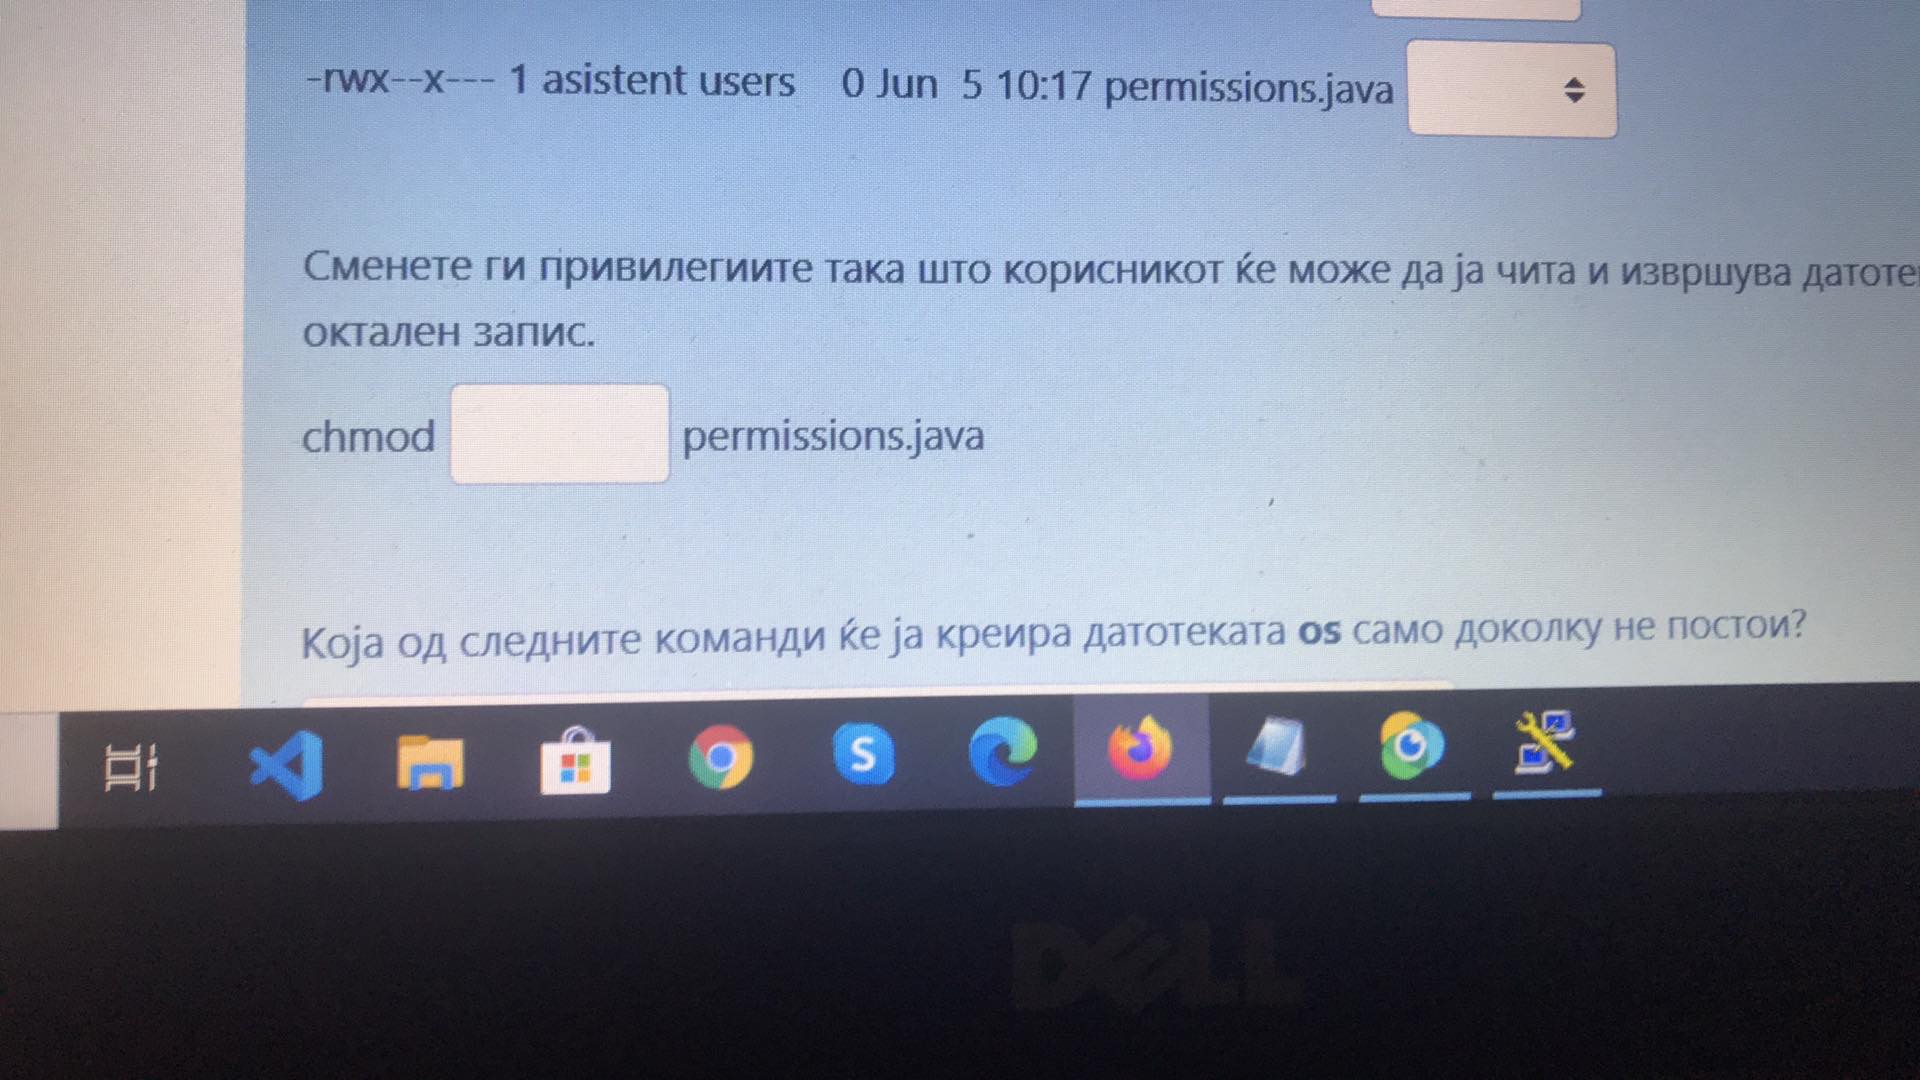 -rwx--x--- 1 asistent users 0 Jun 5 10:17 permissions.java
Сменете ги привилегиите така што корисникот ќе може да ја чита и извршува
октален запис.
chmod permissions.java
Која од следните команди ќе ја креира датотеката os само доколку не постои?
S
DELL